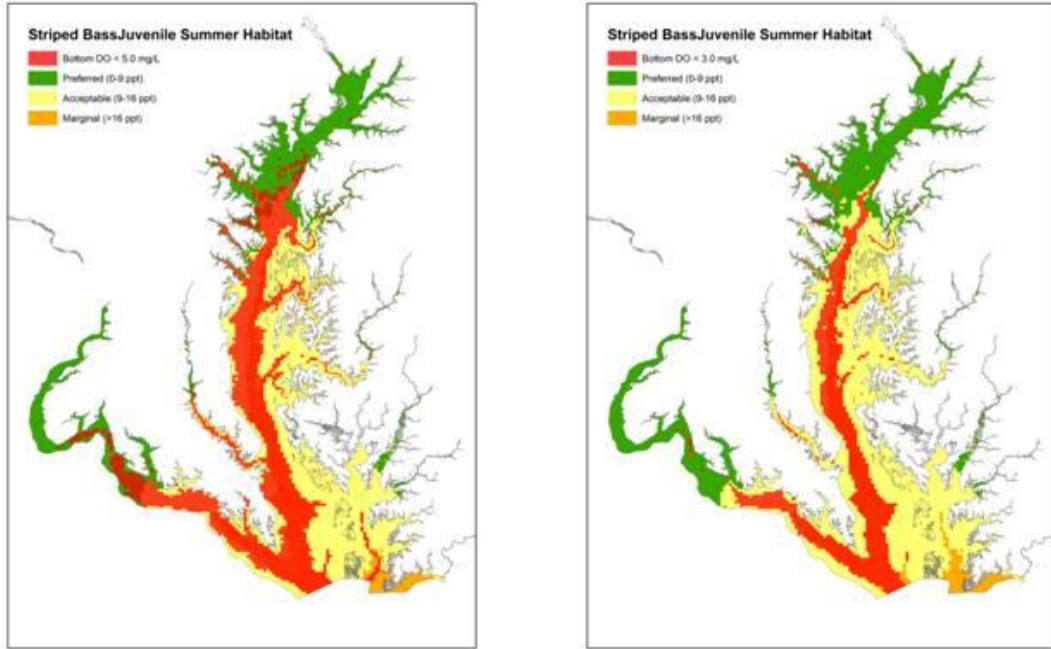 Striped BassJuvenile Summer Habitat
Bottom DO < 5.0 mg/L
Preferred (0-9 ppt)
Acceptable (9-16 ppt)
Marginal (>16 ppt)
Striped BassJuvenile Summer Habitat
Bottom DO < 3.0 mg/L
Preferred (0-9 ppt)
Acceptable (9-16 ppt)
Marginal (>16 ppt)